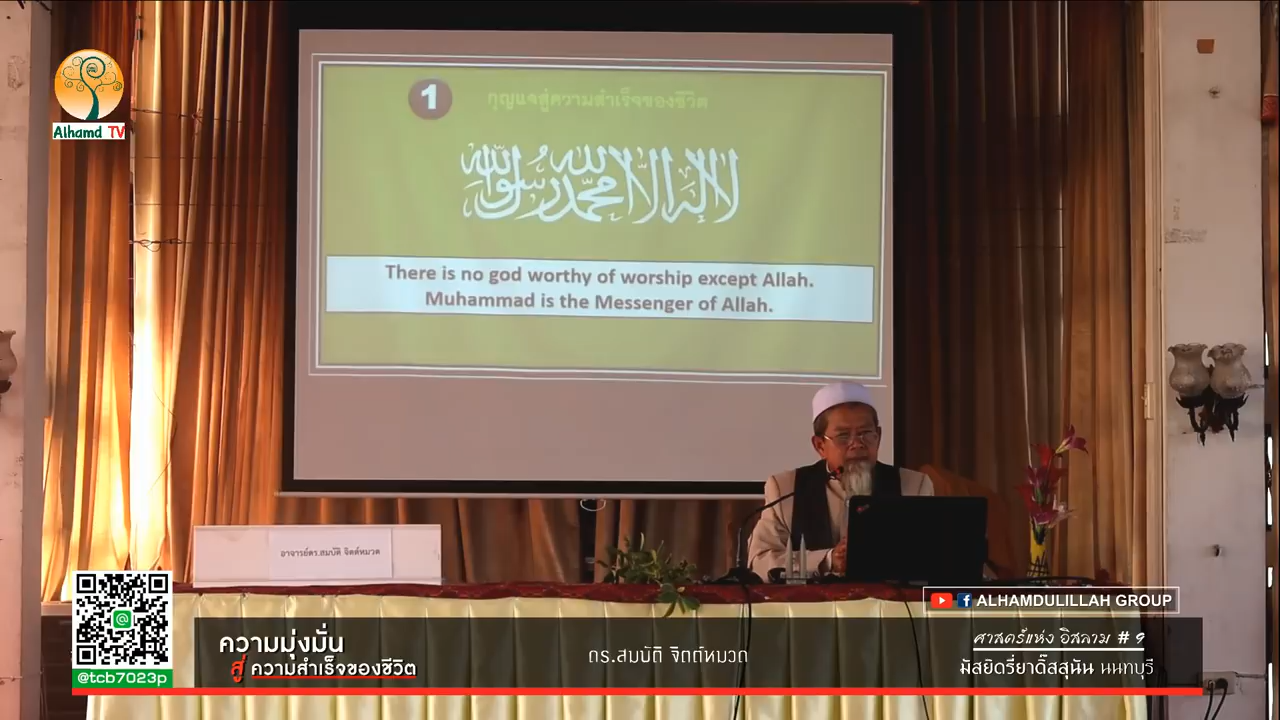 Alhamd TV
1
กุญแจสู่ความสำเร็จของชีวิต
لا إله إلا الله محمد رسول الله
There is no god worthy of worship except Allah.
Muhammad is the Messenger of Allah.
อาจารย์ดร.สมบัติ จิตต์หมวด
@tcb7023p
ความมุ่งมั่น
สู่ ความสำเร็จของชีวิต
ดร.สมบัติ จิตต์หมวด
ALHAMDULILLAH GROUP
ศาสตร์แห่ง อิสลาม # ๑
มัสยิดรี่ยาดิ๊สสุนัน นนทบุรี